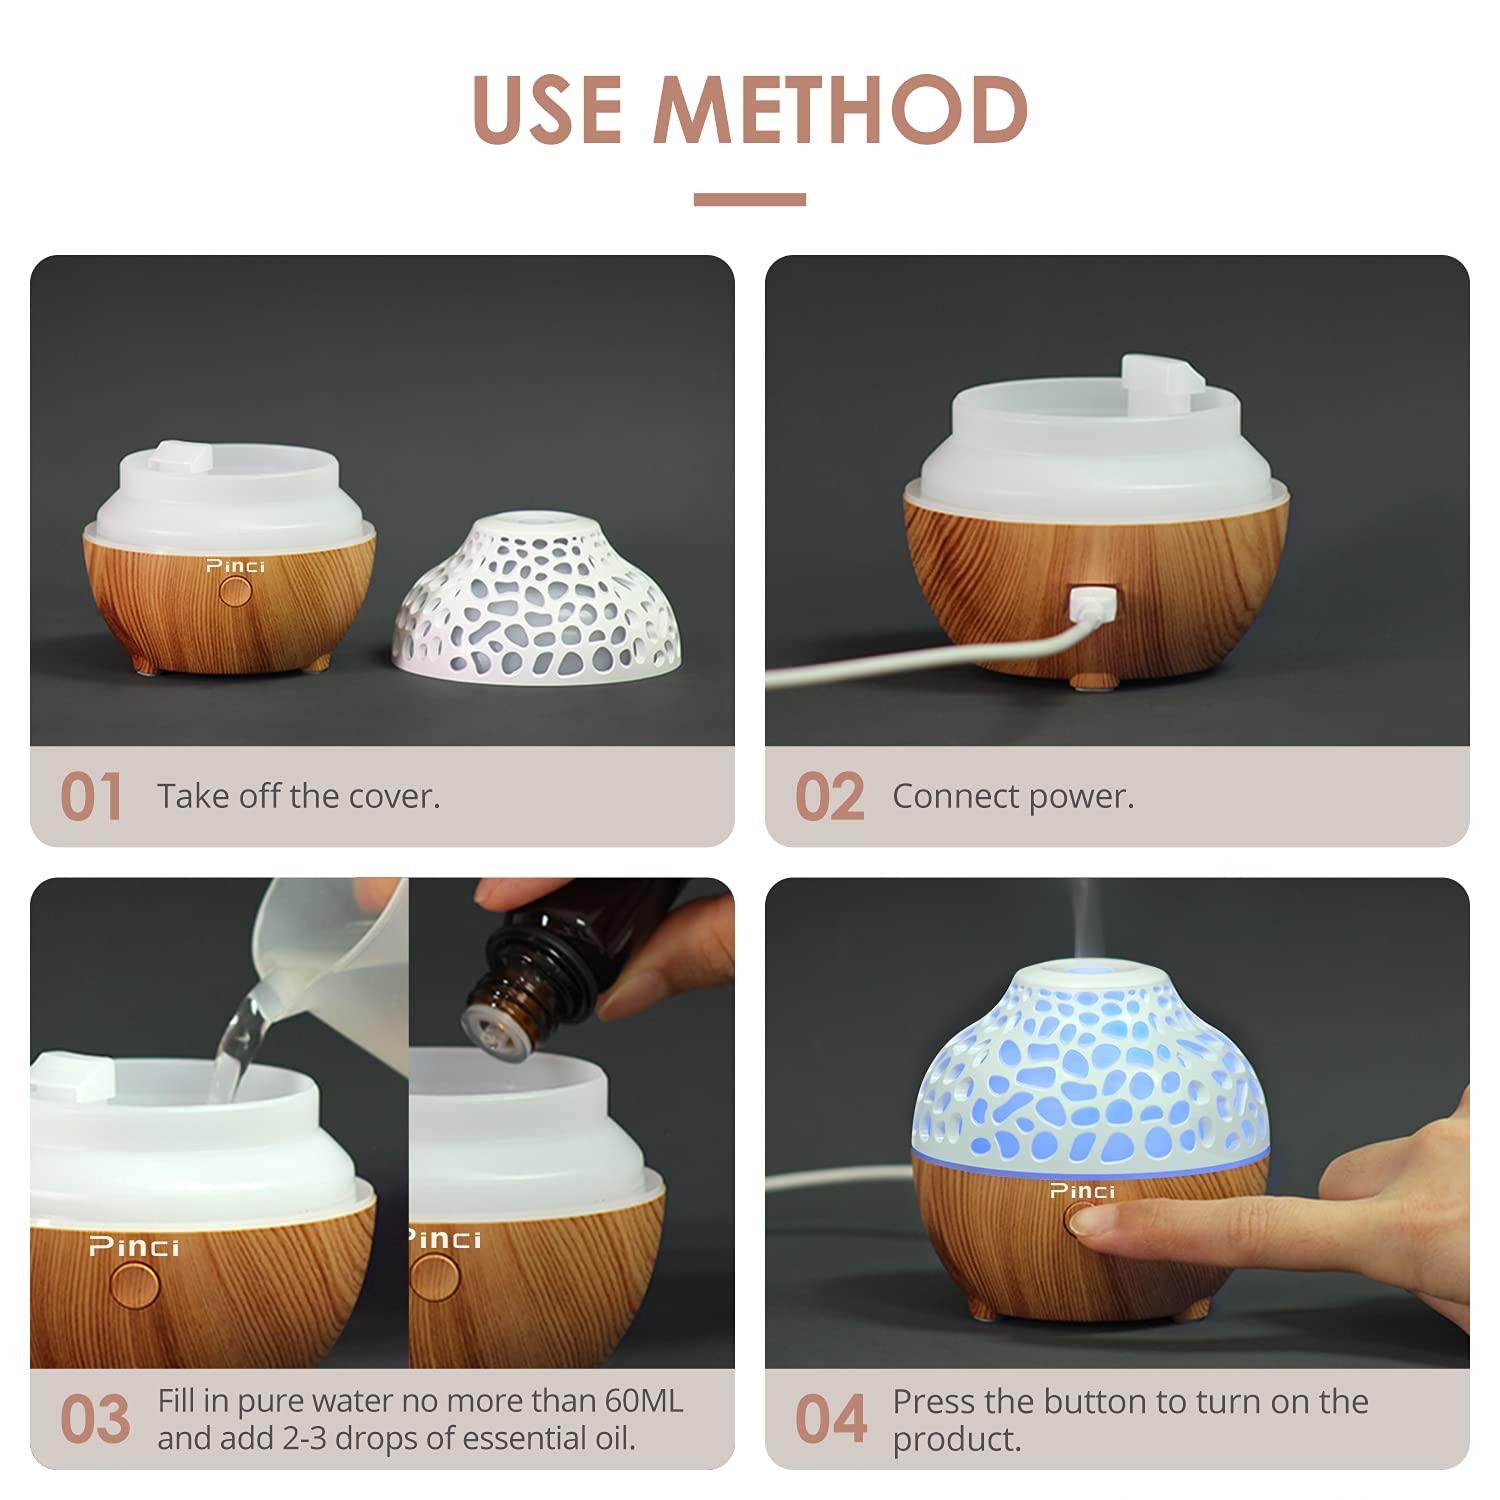 USE METHOD
Pinci
01 Take off the cover.
02 Connect power.
Pinci
Pinci
03 Fill in pure water no more than 60ML
and add 2-3 drops of essential oil.
Pinci
04 Press the button to turn on the
product.